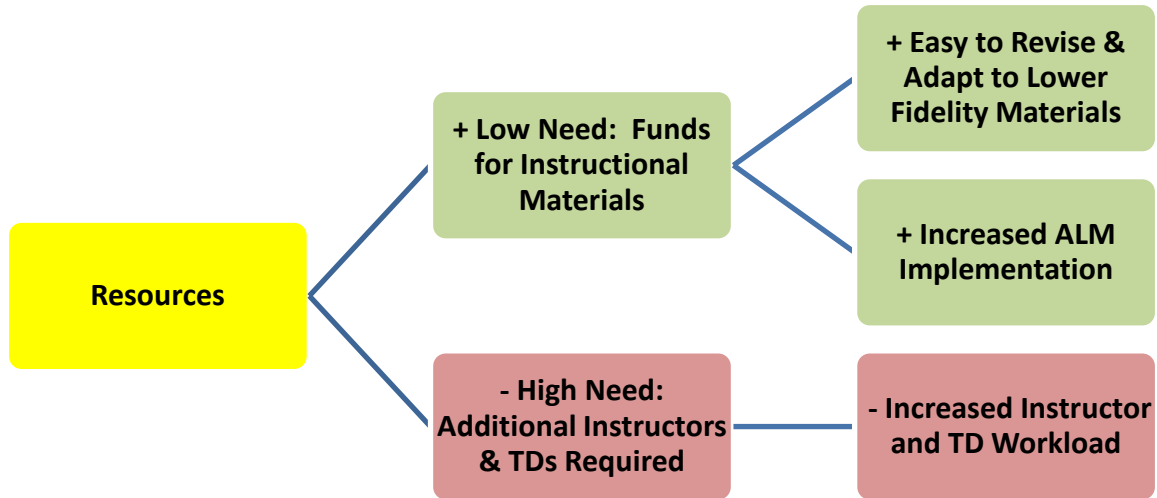 Resources
+ Low Need:  Funds
for Instructional
Materials
+ Easy to Revise &
Adapt to Lower
Fidelity Materials
+ Increased ALM
Implementation
- High Need:
Additional Instructors
& TDs Required
- Increased Instructor
and TD Workload